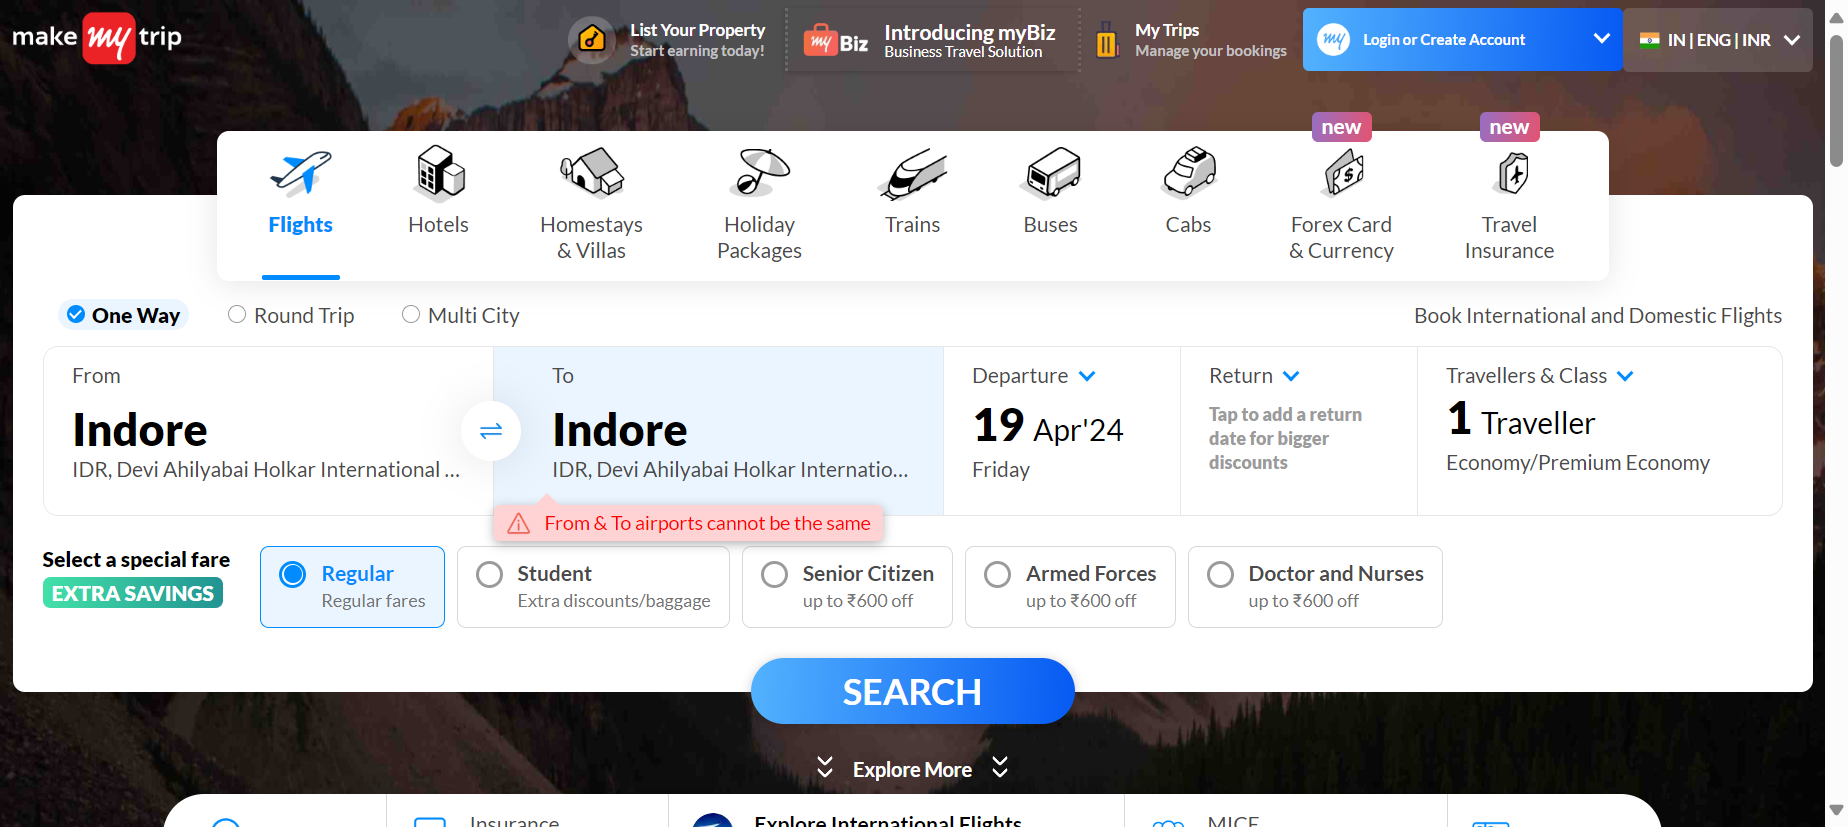 make my trip
List Your Property
Start earning today!
my Biz
Introducing myBiz
Business Travel Solution
My Trips
Manage your bookings
my
Login or Create Account
IN | ENG | INR
new
new
Flights
Hotels
Homestays
& Villas
Holiday
Packages
Trains
Buses
Cabs
Forex Card
& Currency
Travel
Insurance
One Way
Round Trip
Multi City
Book International and Domestic Flights
From
Indore
IDR, Devi Ahilyabai Holkar International ...
To
Indore
IDR, Devi Ahilyabai Holkar Internatio...
From & To airports cannot be the same
Departure
19 Apr'24
Friday
Return
Tap to add a return
date for bigger
discounts
Travellers & Class
1 Traveller
Economy/Premium Economy
Select a special fare
EXTRA SAVINGS
Regular
Regular fares
Student
Extra discounts/baggage
Senior Citizen
up to ₹600 off
Armed Forces
up to ₹600 off
Doctor and Nurses
up to ₹600 off
SEARCH
Explore More
Insurance
Explore International Flights
MICE